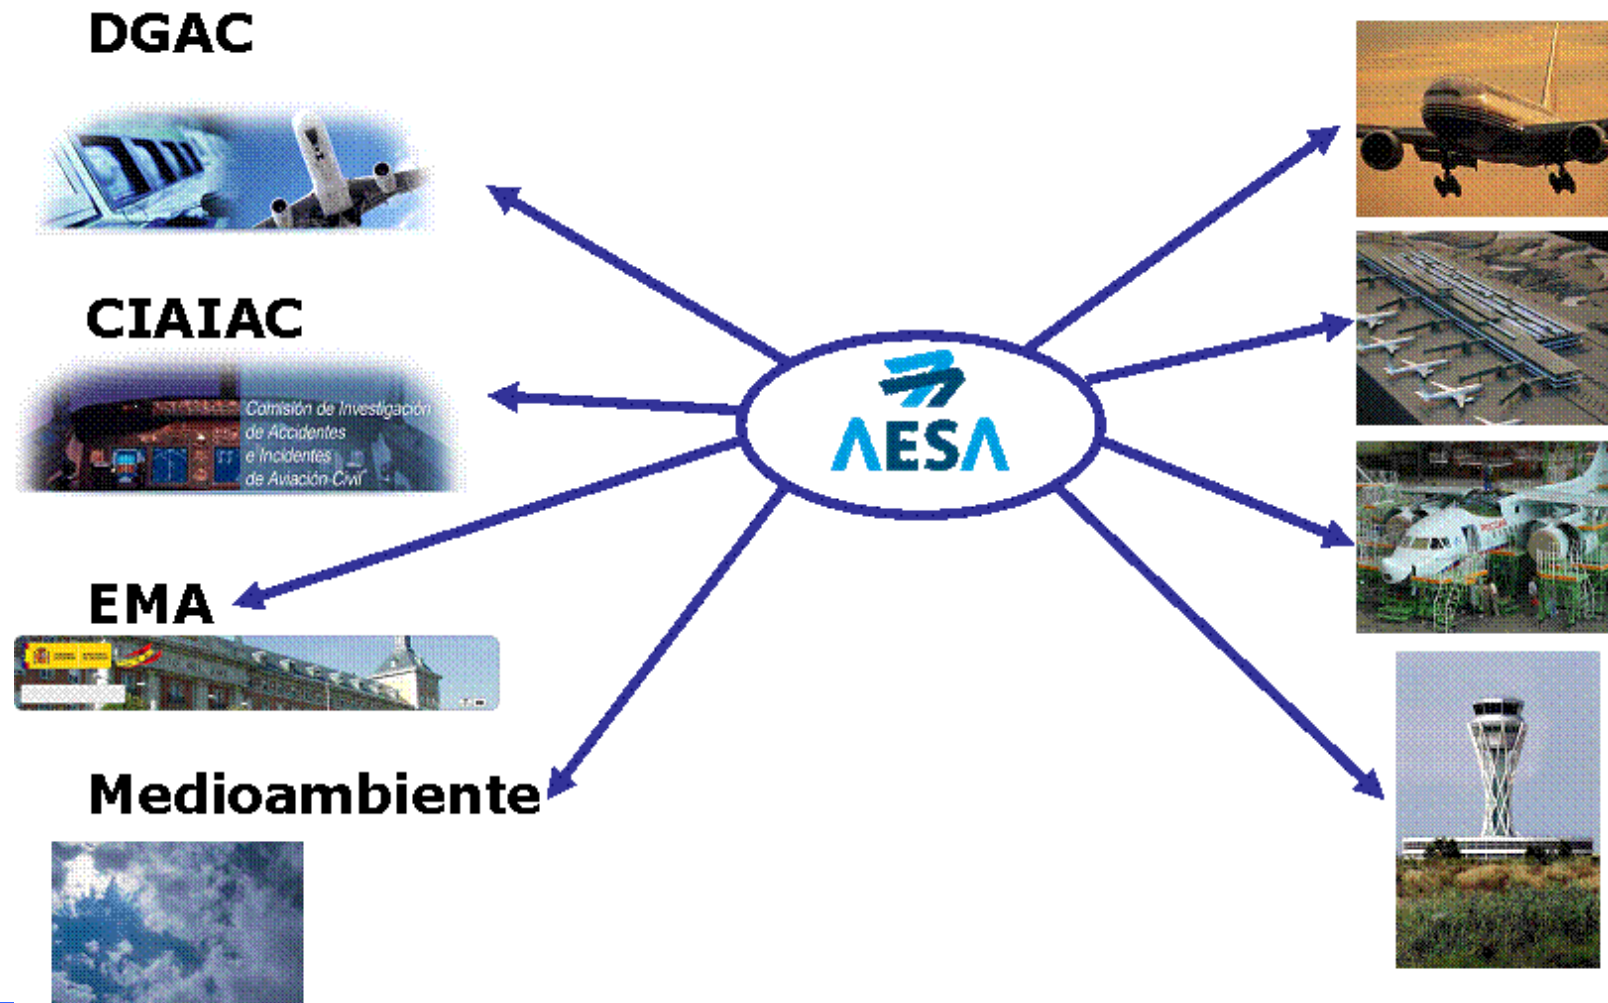 DGAC
CIAIAC
Comisión de Investigación
de Accidentes
e Incidentes
de Aviación Civil
AESA
EMA
Medioambiente